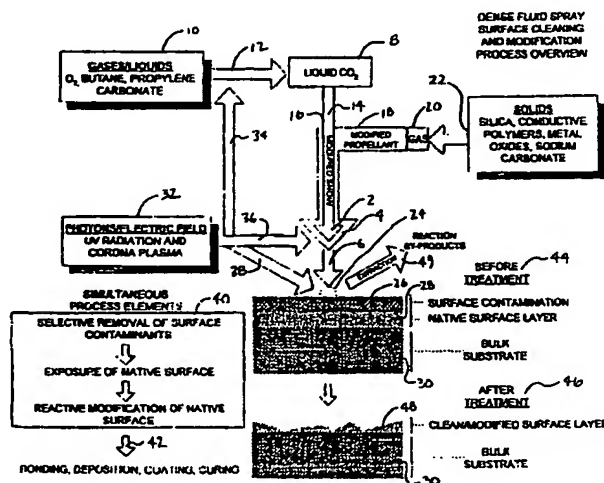 DENSE FLUID SPRAY
SURFACE CLEANING
AND MODIFICATION
PROCESS OVERVIEW
10
GASES/LIQUIDS
O₂, BUTANE, PROPYLENE
CARBONATE
12
8
LIQUID CO₂
14
16
18
20
22
MODIFIED
PROPELLANT
GAS
SOLIDS
SILICA, CONDUCTIVE
POLYMERS, METAL
OXIDES, SODIUM
CARBONATE
34
2
4
6
24
32
PHOTONS/ELECTRIC FIELD
UV RADIATION AND
CORONA PLASMA
36
28
REACTION
BY-PRODUCTS
49
26
28
BEFORE
TREATMENT
44
SURFACE CONTAMINATION
NATIVE SURFACE LAYER
BULK
SUBSTRATE
30
SIMULTANEOUS
PROCESS ELEMENTS
40
SELECTIVE REMOVAL OF SURFACE
CONTAMINANTS
EXPOSURE OF NATIVE SURFACE
REACTIVE MODIFICATION OF NATIVE
SURFACE
42
BONDING, DEPOSITION, COATING, CURING
AFTER
TREATMENT
46
48
CLEAN/MODIFIED SURFACE LAYER
BULK
SUBSTRATE
30